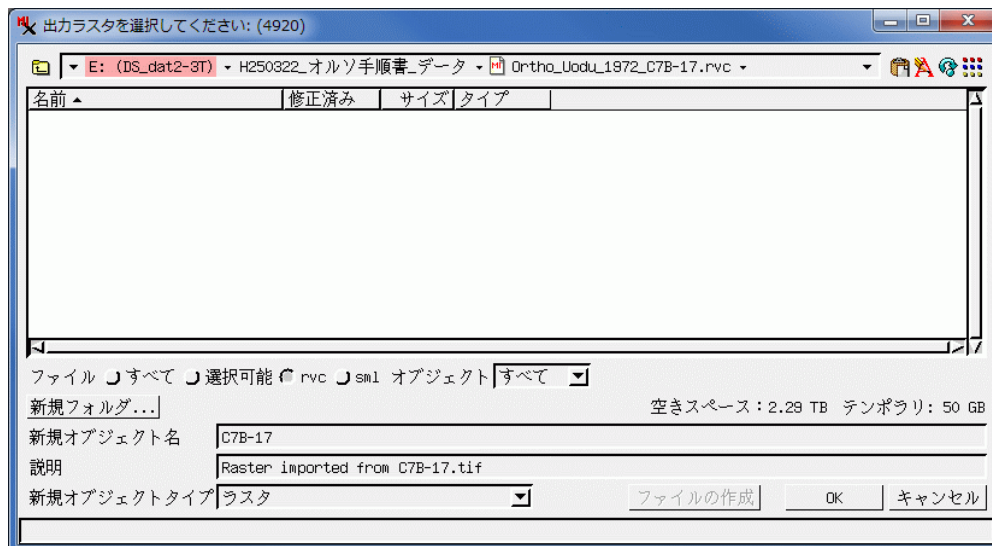 出力ラスタを選択してください: (4920)
E: (DS_dat2-3T) H250322_オルソ手順書_データ Ortho_Uodu_1972_C7B-17.rvc
名前 修正済み サイズ タイプ
ファイル すべて 選択可能 rvc sml オブジェクト すべて
新規フォルダ... 空きスペース：2.29 TB テンポラリ: 50 GB
新規オブジェクト名 C7B-17
説明 Raster imported from C7B-17.tif
新規オブジェクトタイプ ラスタ ファイルの作成 OK キャンセル